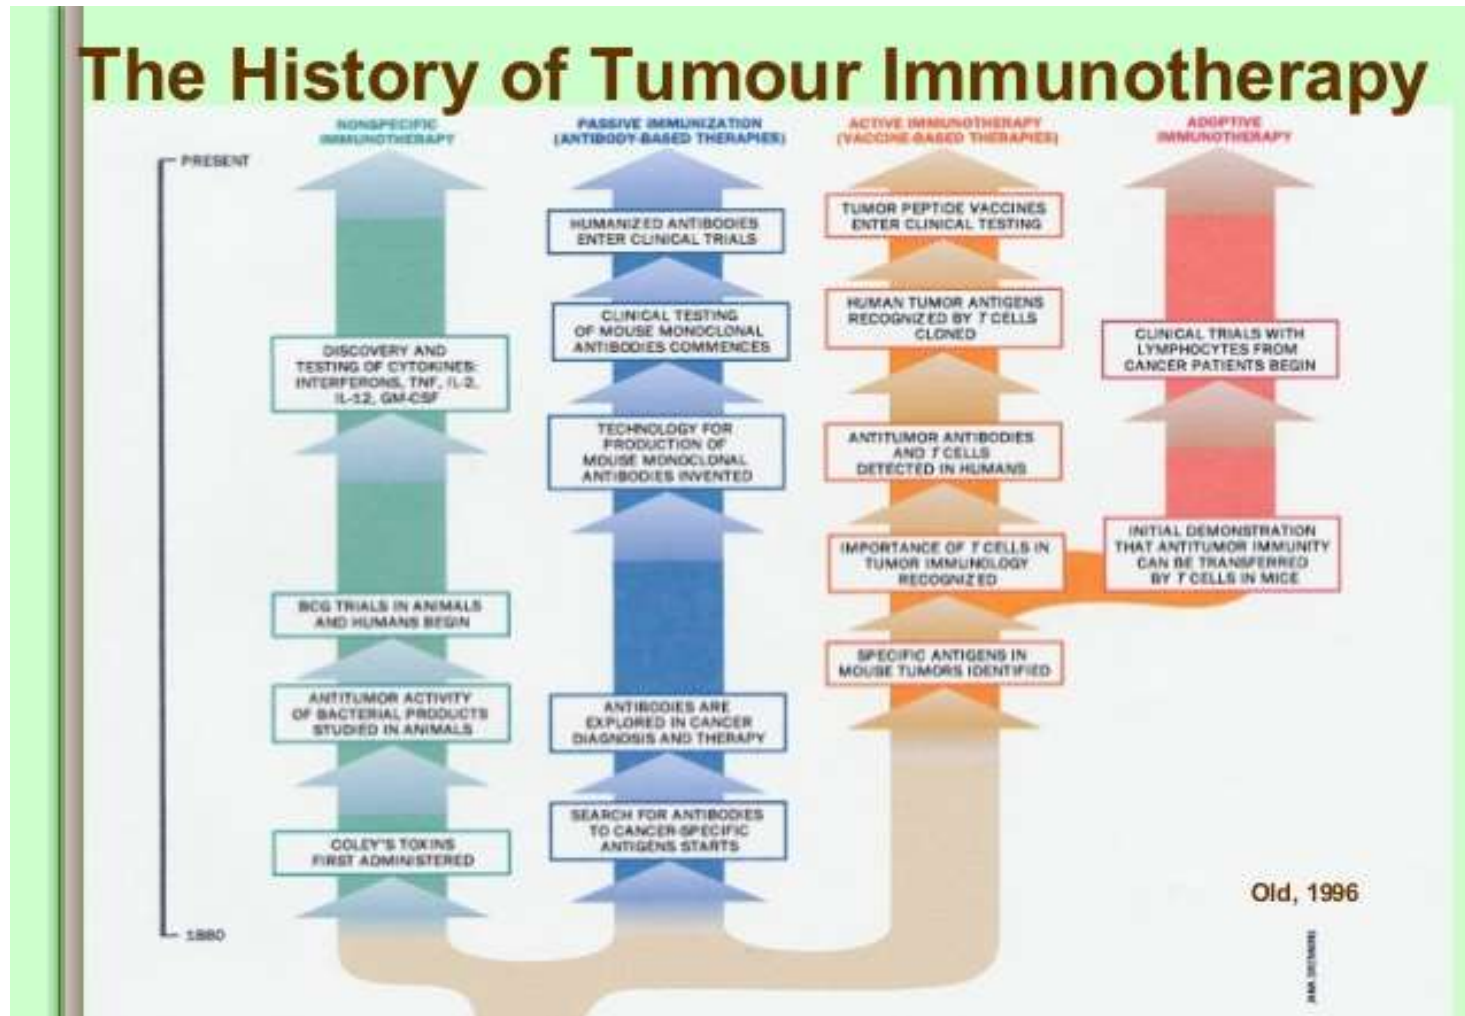 The History of Tumour Immunotherapy
NONSPECIFIC
IMMUNOTHERAPY
PASSIVE IMMUNIZATION
(ANTIBODY-BASED THERAPIES)
ACTIVE IMMUNOTHERAPY
(VACCINE-BASED THERAPIES)
ADOPTIVE
IMMUNOTHERAPY
PRESENT
1880
DISCOVERY AND
TESTING OF CYTOKINES:
INTERFERONS, TNF, IL-2,
IL-12, GM-CSF
BCG TRIALS IN ANIMALS
AND HUMANS BEGIN
ANTITUMOR ACTIVITY
OF BACTERIAL PRODUCTS
STUDIED IN ANIMALS
COLEY'S TOXINS
FIRST ADMINISTERED
HUMANIZED ANTIBODIES
ENTER CLINICAL TRIALS
CLINICAL TESTING
OF MOUSE MONOCLONAL
ANTIBODIES COMMENCES
TECHNOLOGY FOR
PRODUCTION OF
MOUSE MONOCLONAL
ANTIBODIES INVENTED
ANTIBODIES ARE
EXPLORED IN CANCER
DIAGNOSIS AND THERAPY
SEARCH FOR ANTIBODIES
TO CANCER-SPECIFIC
ANTIGENS STARTS
TUMOR PEPTIDE VACCINES
ENTER CLINICAL TESTING
HUMAN TUMOR ANTIGENS
RECOGNIZED BY T CELLS
CLONED
ANTITUMOR ANTIBODIES
AND T CELLS
DETECTED IN HUMANS
IMPORTANCE OF T CELLS IN
TUMOR IMMUNOLOGY
RECOGNIZED
SPECIFIC ANTIGENS IN
MOUSE TUMORS IDENTIFIED
CLINICAL TRIALS WITH
LYMPHOCYTES FROM
CANCER PATIENTS BEGIN
INITIAL DEMONSTRATION
THAT ANTITUMOR IMMUNITY
CAN BE TRANSFERRED
BY T CELLS IN MICE
Old, 1996